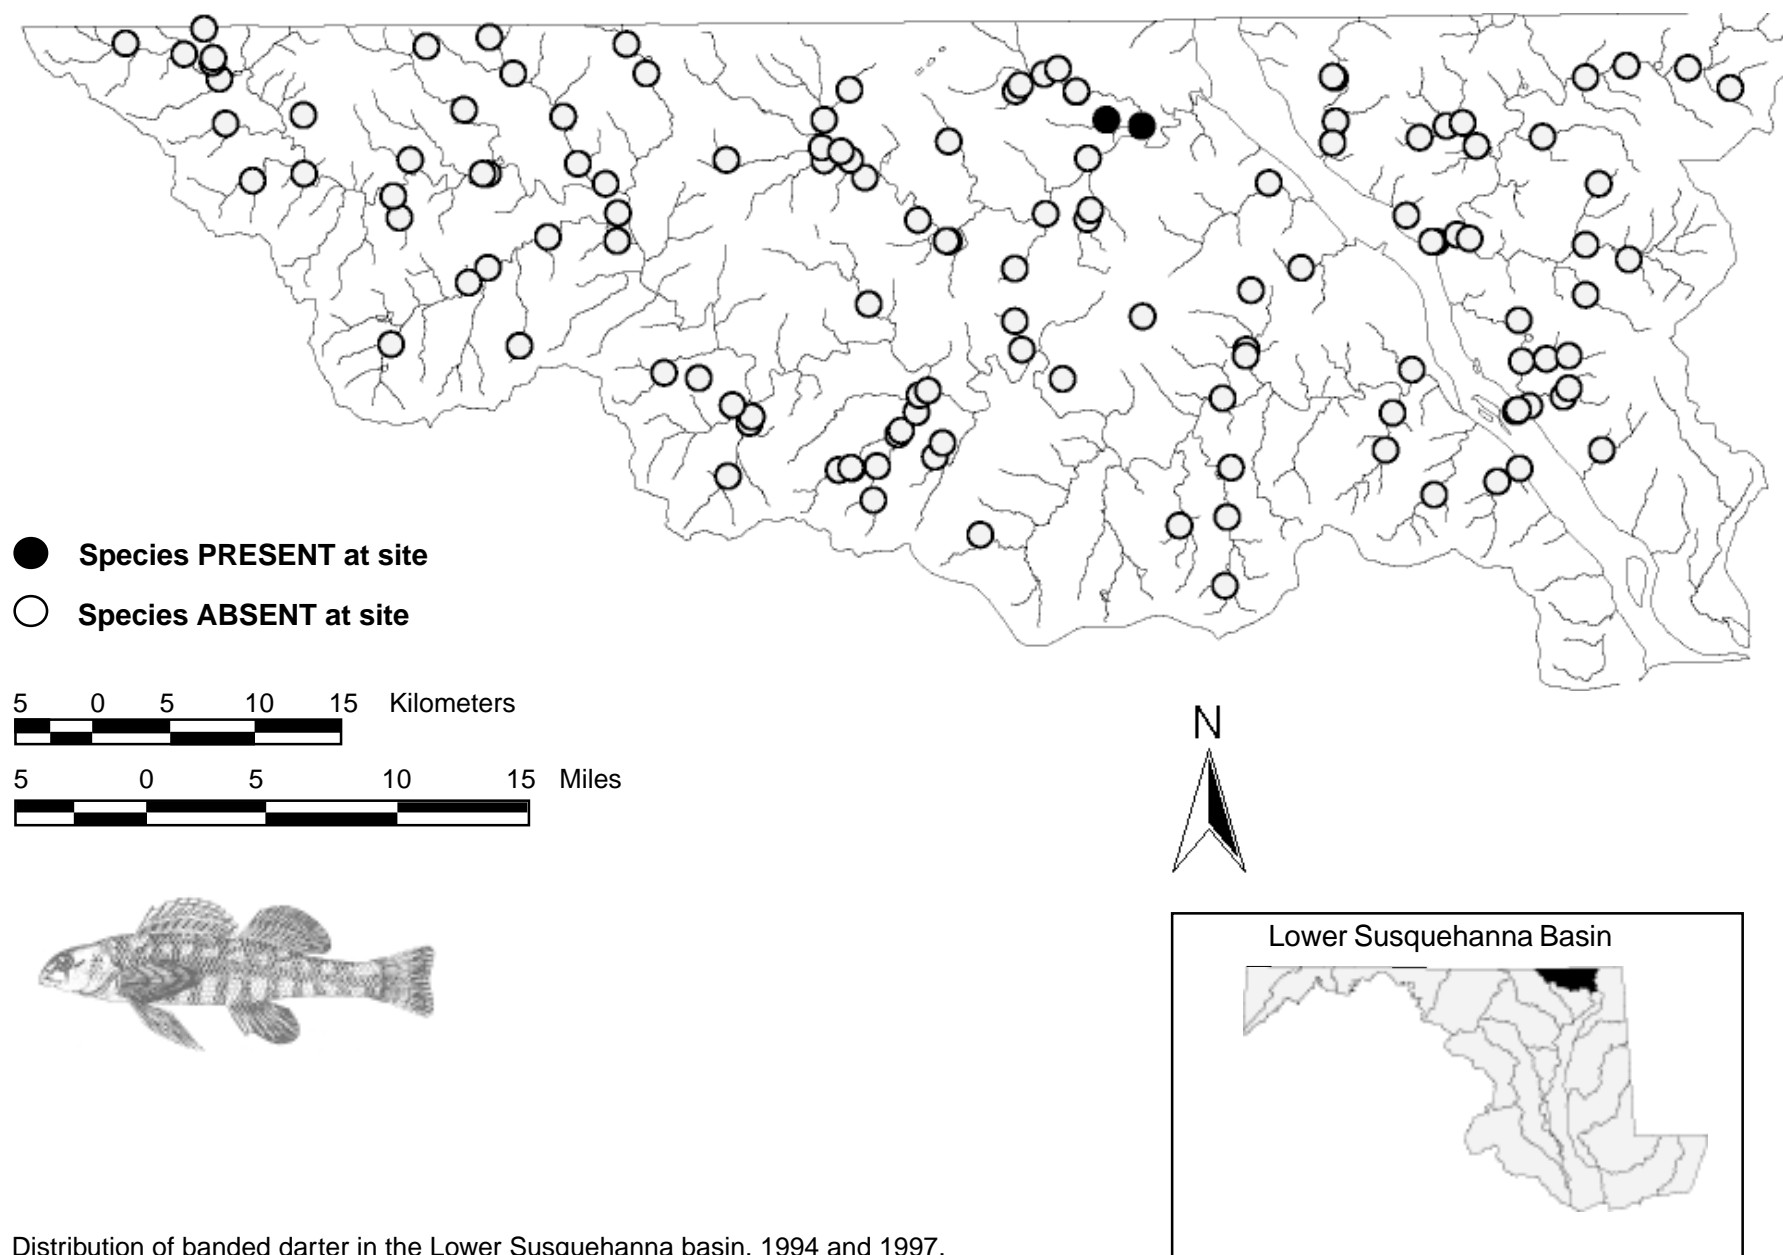 Species PRESENT at site
Species ABSENT at site
5 0 5 10 15 Kilometers
5 0 5 10 15 Miles
N
Lower Susquehanna Basin
Distribution of banded darter in the Lower Susquehanna basin, 1994 and 1997.